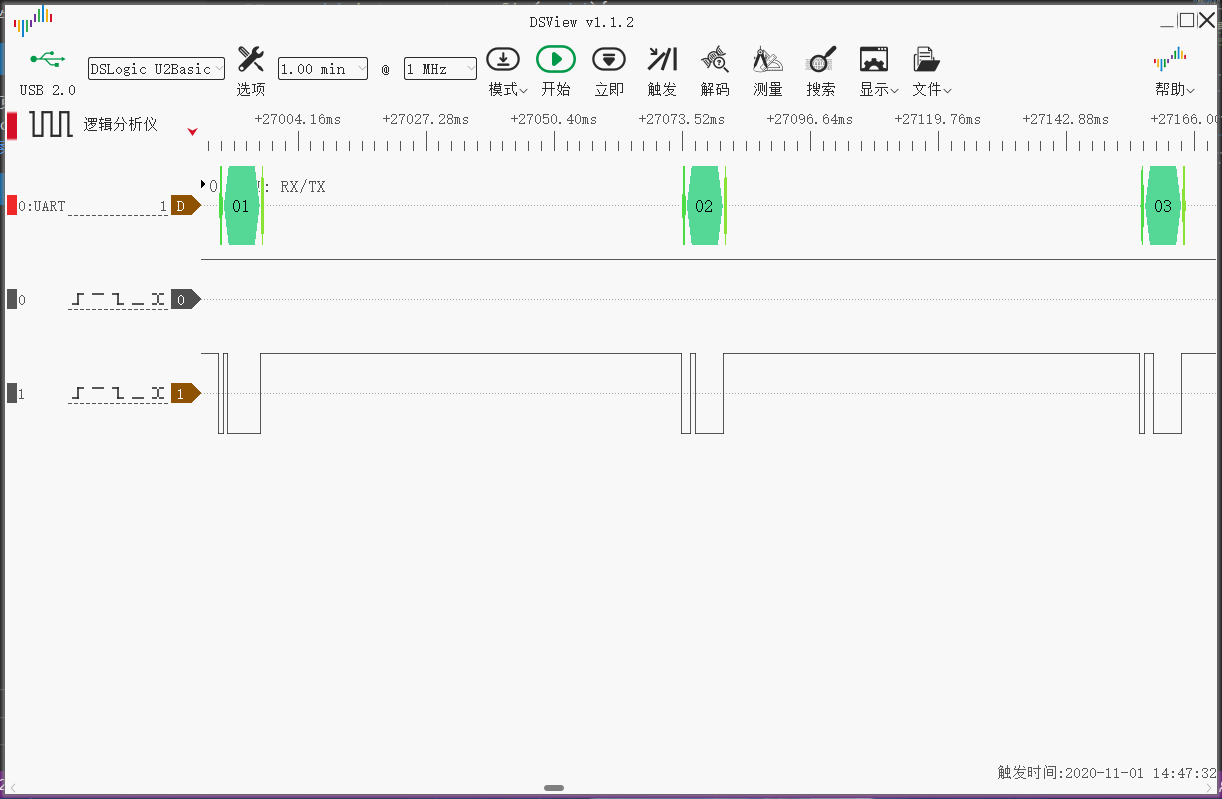 DSView v1.1.2
USB 2.0
DSLogic U2Basic
选项
1.00 min @ 1 MHz
模式 开始 立即 触发 解码 测量 搜索 显示 文件 帮助
逻辑分析仪
+27004.16ms +27027.28ms +27050.40ms +27073.52ms +27096.64ms +27119.76ms +27142.88ms +27166.00
0 : RX/TX
0:UART 1 D 01 02 03
0 0
1 1
触发时间:2020-11-01 14:47:32